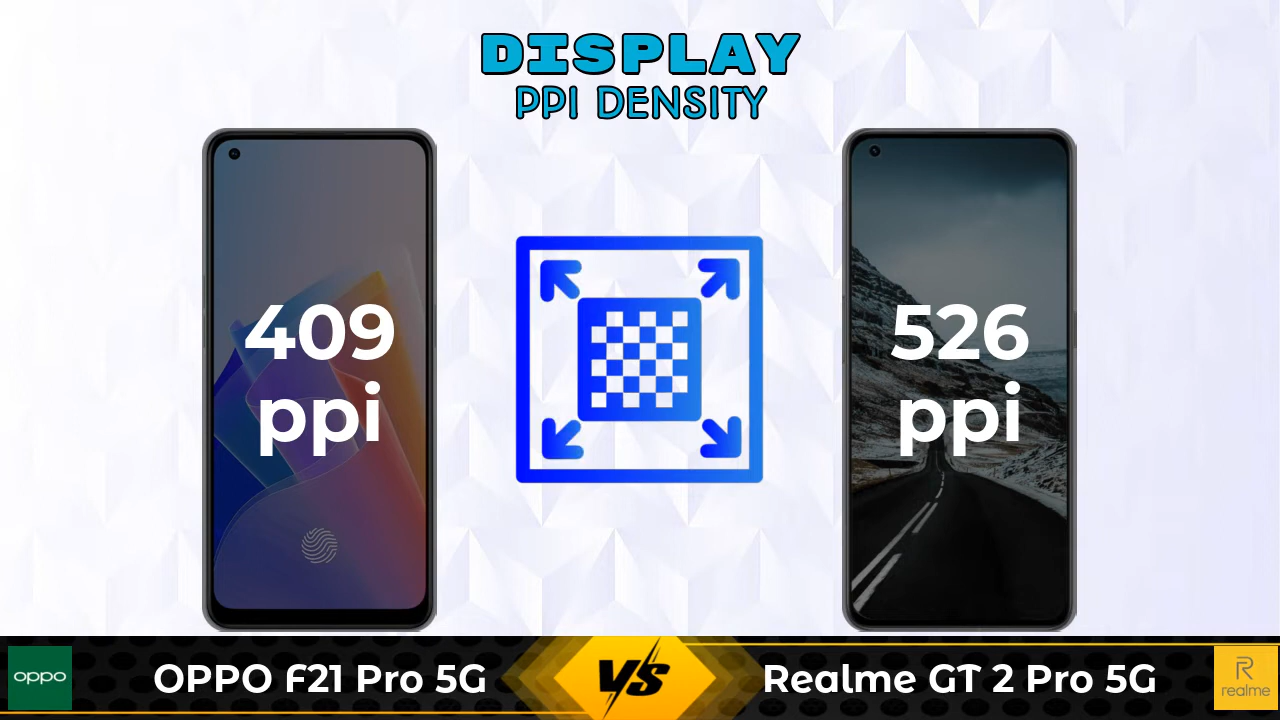 DISPLAY
PPI DENSITY
409
ppi
526
ppi
oppo
OPPO F21 Pro 5G
VS
Realme GT 2 Pro 5G
R
realme